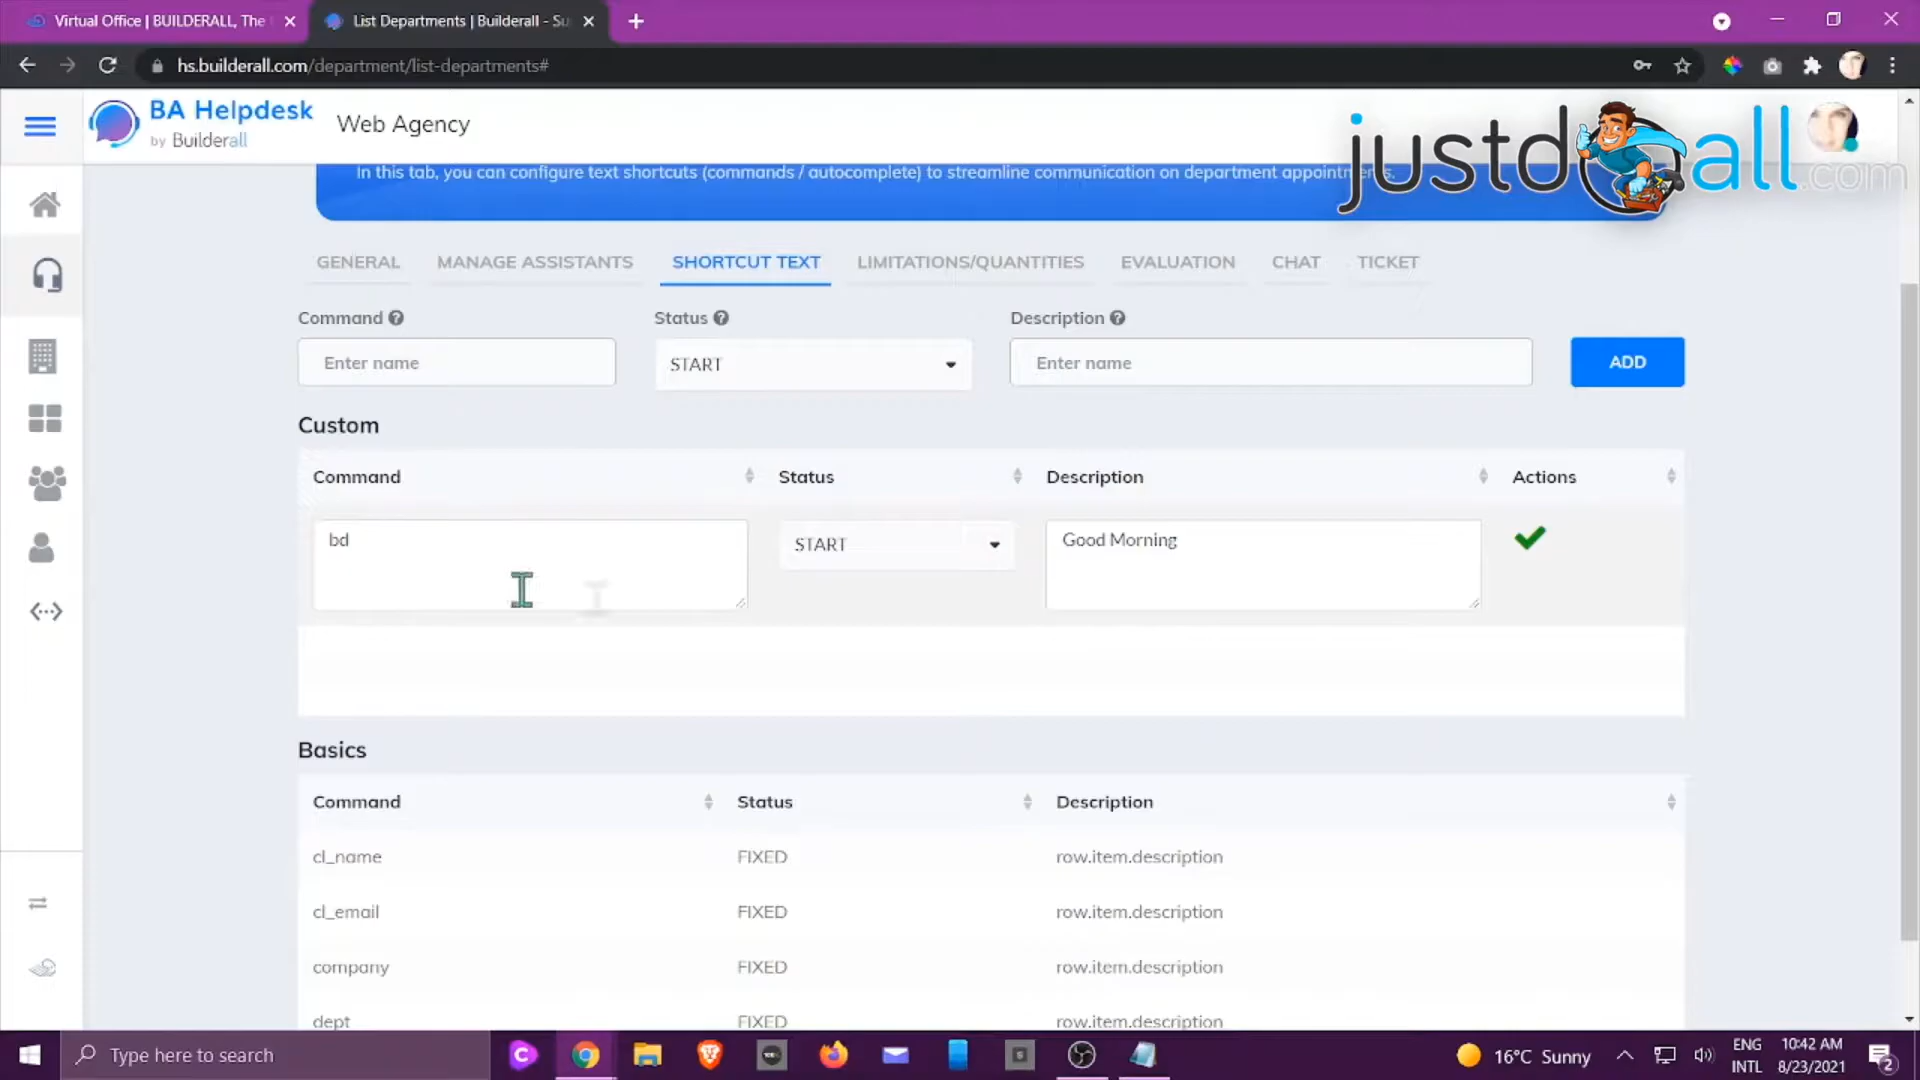 Virtual Office | BUILDERALL, The
List Departments | Builderall - Su
hs.builderall.com/department/list-departments#
BA Helpdesk
by Builderall
Web Agency
justd all.com
In this tab, you can configure text shortcuts (commands / autocomplete) to streamline communication on department appointments.
GENERAL MANAGE ASSISTANTS SHORTCUT TEXT LIMITATIONS/QUANTITIES EVALUATION CHAT TICKET
Command Status Description
Enter name START Enter name ADD
Custom
Command Status Description Actions
bd START Good Morning
Basics
Command Status Description
cl_name FIXED row.item.description
cl_email FIXED row.item.description
company FIXED row.item.description
dept FIXED row.item.description
Type here to search
16°C Sunny
ENG
INTL
10:42 AM
8/23/2021
2